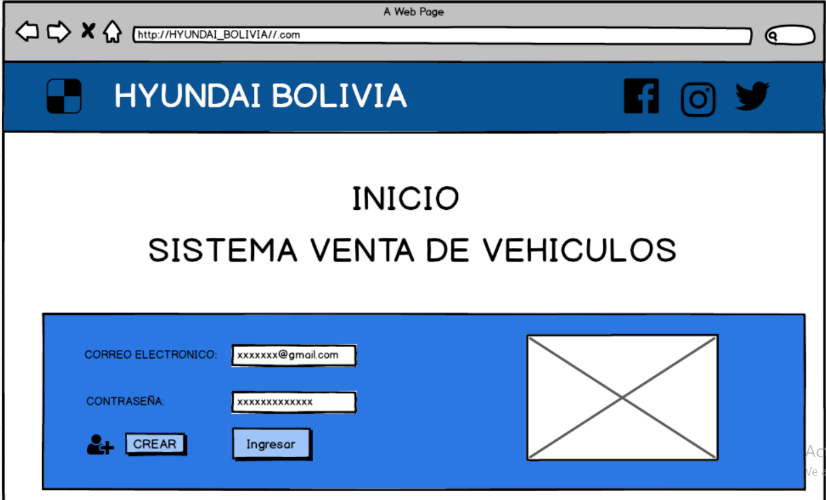 A Web Page
http://HYUNDAI_BOLIVIA//.com
HYUNDAI BOLIVIA
INICIO
SISTEMA VENTA DE VEHICULOS
CORREO ELECTRONICO: xxxxxxx@gmail.com
CONTRASEÑA: xxxxxxxxxxxxx
CREAR Ingresar